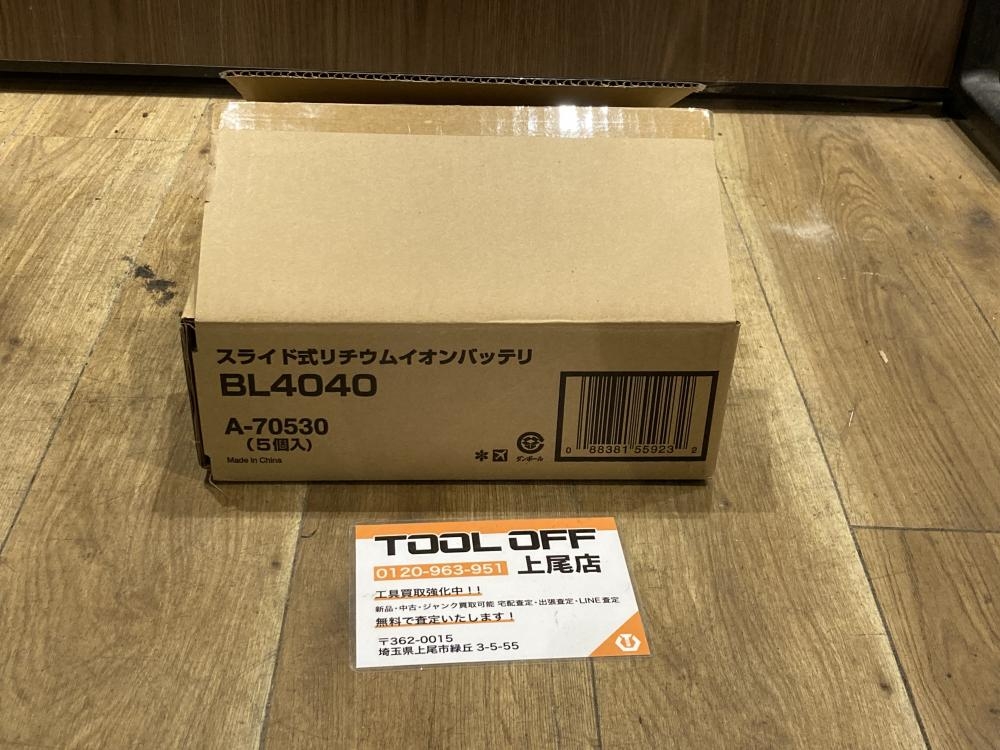 スライド式リチウムイオンバッテリ
BL4040
A-70530
(5個入)
Made in China
ダンボール
0 88381 55923 2
TOOL OFF
0120-963-951 上尾店
工具買取強化中！！
新品・中古・ジャンク買取可能 宅配査定・出張査定・LINE査定
無料で査定いたします！
〒362-0015
埼玉県上尾市緑丘 3-5-55